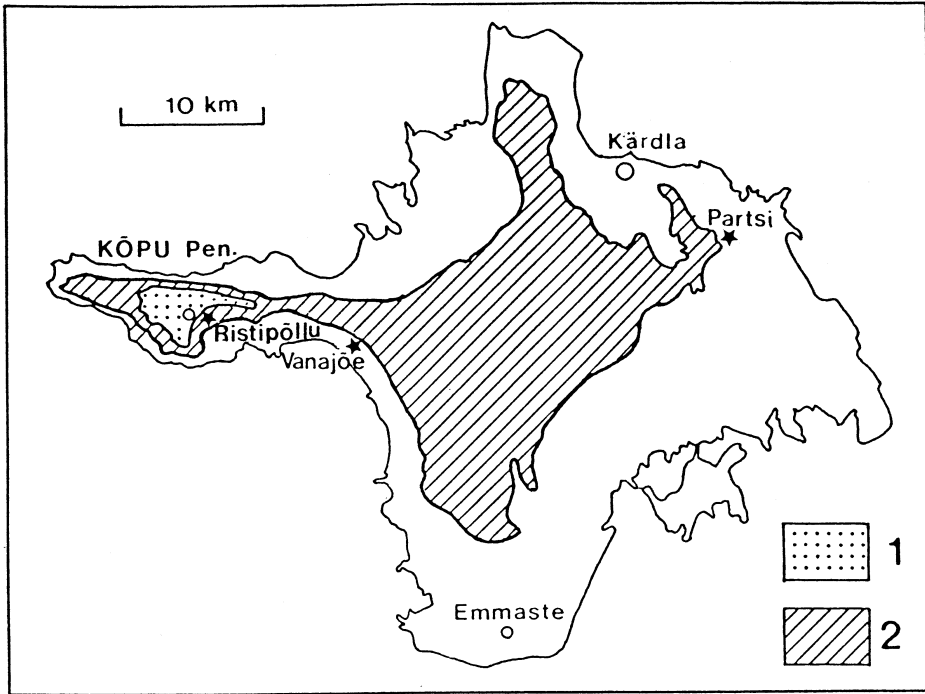 10 km
Kärdla
Partsi
KÕPU Pen.
Ristipõllu
Vanajõe
1
2
Emmaste